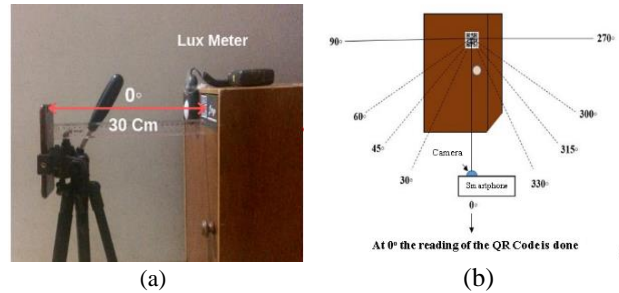 Lux Meter
0°
30 Cm
(a)
90°
270°
60°
300°
45°
315°
Camera
30°
330°
Smartphone
0°
At 0° the reading of the QR Code is done
(b)